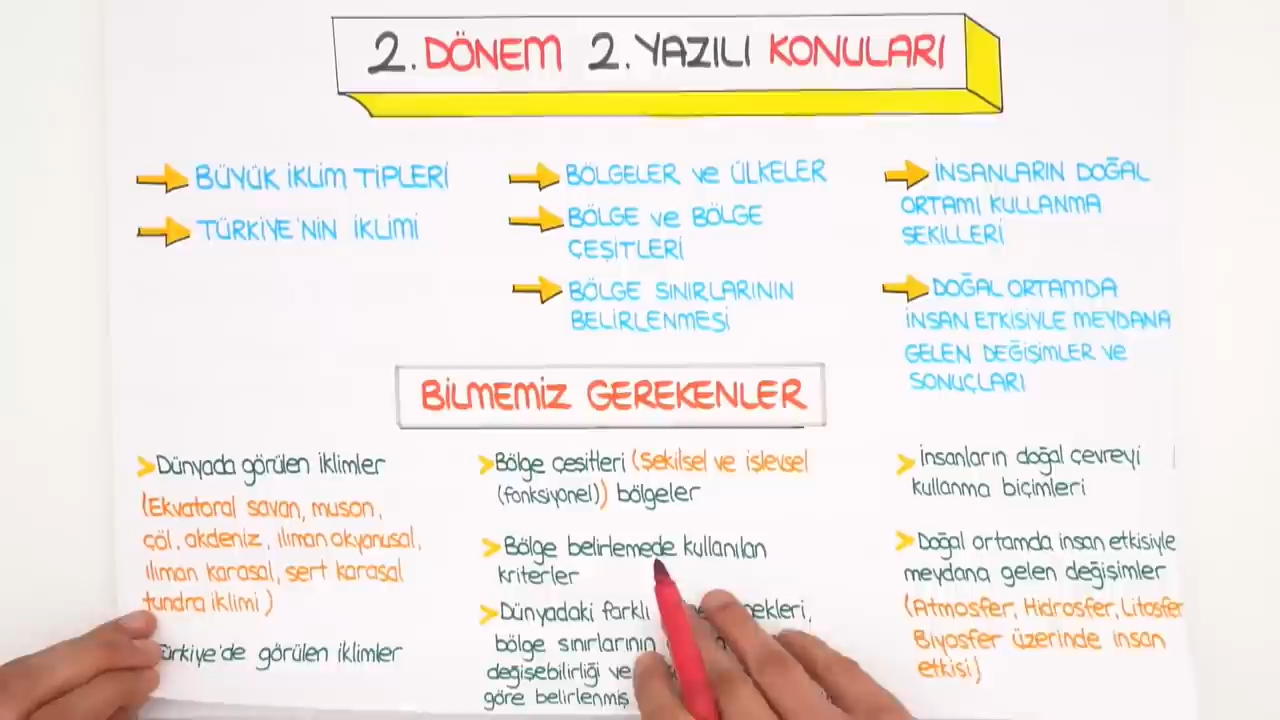 2. DÖNEM 2. YAZILI KONULARI
BÜYÜK İKLİM TİPLERİ
TÜRKİYE'NİN İKLİMİ
BÖLGELER ve ÜLKELER
BÖLGE ve BÖLGE
ÇEŞİTLERİ
BÖLGE SINIRLARININ
BELİRLENMESİ
İNSANLARIN DOĞAL
ORTAMI KULLANMA
ŞEKİLLERİ
DOĞAL ORTAMDA
İNSAN ETKİSİYLE MEYDANA
GELEN DEĞİŞİMLER ve
SONUÇLARI
BİLMEMİZ GEREKENLER
Dünyada görülen iklimler
(Ekvatoral savan, muson,
çöl, akdeniz, ılıman okyanusal,
ılıman karasal, sert karasal
tundra iklimi)
Türkiye'de görülen iklimler
Bölge çeşitleri (Şekilsel ve işlevsel
(fonksiyonel)) bölgeler
Bölge belirlemede kullanılan
kriterler
Dünyadaki farklı
bölge sınırlarının
değişebilirliği ve
göre belirlenmiş
İnsanların doğal çevreyi
kullanma biçimleri
Doğal ortamda insan etkisiyle
meydana gelen değişimler
(Atmosfer, Hidrosfer, Litosfer
Biyosfer üzerinde insan
etkisi)